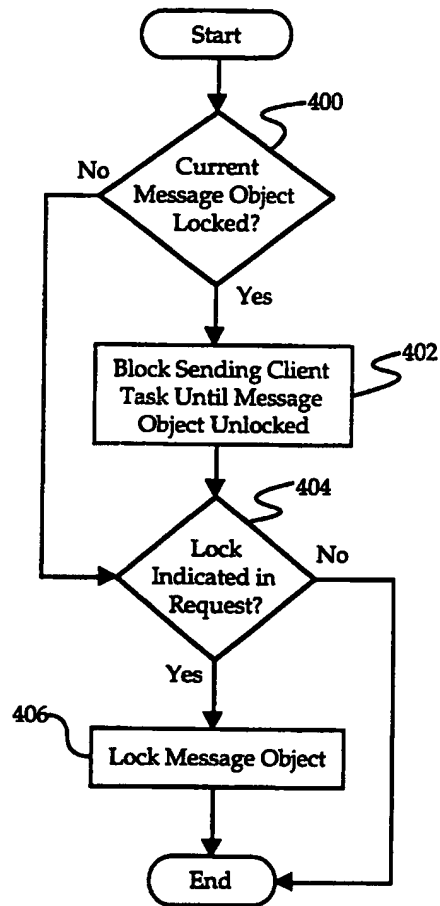 Start
400
No
Current
Message Object
Locked?
Yes
402
Block Sending Client
Task Until Message
Object Unlocked
404
Lock
Indicated in
Request?
No
Yes
406
Lock Message Object
End